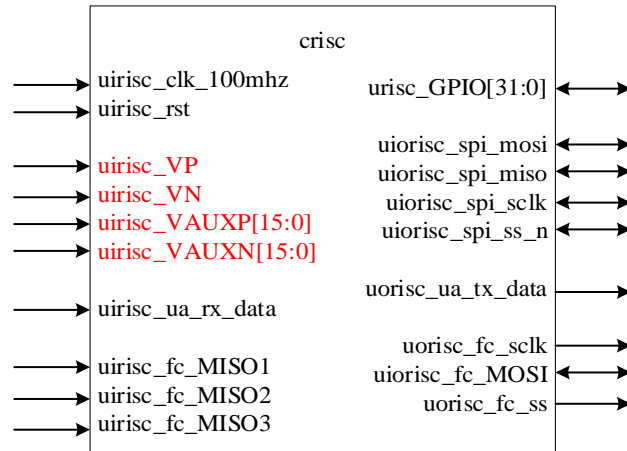 crisc
uirisc_clk_100mhz
uirisc_rst
uirisc_VP
uirisc_VN
uirisc_VAUXP[15:0]
uirisc_VAUXN[15:0]
uirisc_ua_rx_data
uirisc_fc_MISO1
uirisc_fc_MISO2
uirisc_fc_MISO3
urisc_GPIO[31:0]
uiorisc_spi_mosi
uiorisc_spi_miso
uiorisc_spi_sclk
uiorisc_spi_ss_n
uorisc_ua_tx_data
uorisc_fc_sclk
uiorisc_fc_MOSI
uorisc_fc_ss